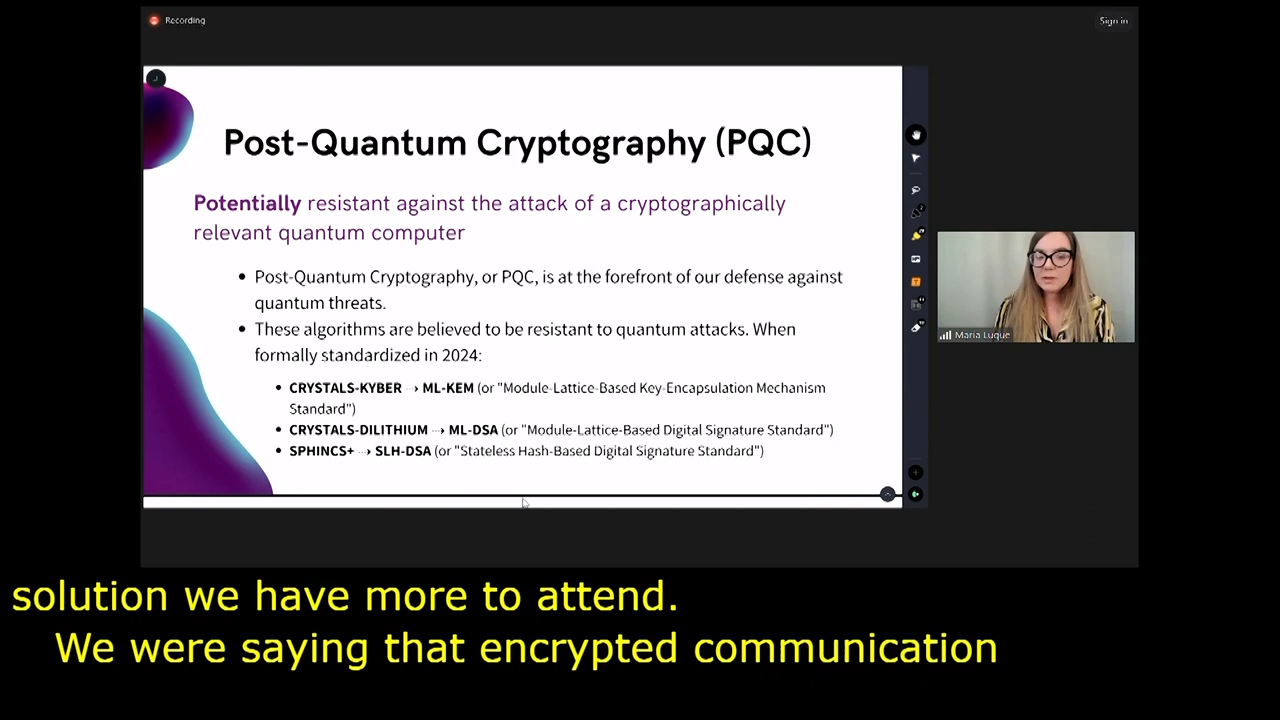 Recording
Sign in
Post-Quantum Cryptography (PQC)
Potentially resistant against the attack of a cryptographically
relevant quantum computer
• Post-Quantum Cryptography, or PQC, is at the forefront of our defense against
quantum threats.
• These algorithms are believed to be resistant to quantum attacks. When
formally standardized in 2024:
• CRYSTALS-KYBER ⇢ ML-KEM (or "Module-Lattice-Based Key-Encapsulation Mechanism
Standard")
• CRYSTALS-DILITHIUM ⇢ ML-DSA (or "Module-Lattice-Based Digital Signature Standard")
• SPHINCS+ ⇢ SLH-DSA (or "Stateless Hash-Based Digital Signature Standard")
Maria Luque
solution we have more to attend.
We were saying that encrypted communication